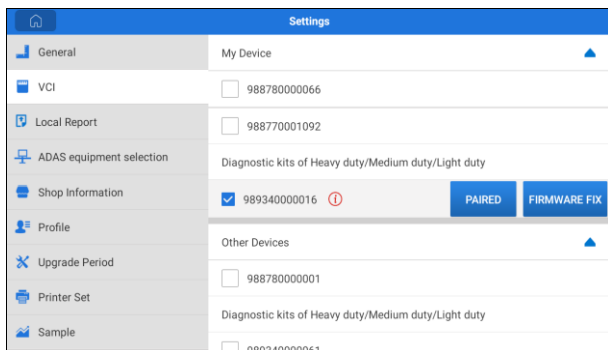 Settings
General
VCI
Local Report
ADAS equipment selection
Shop Information
Profile
Upgrade Period
Printer Set
Sample
My Device
988780000066
988770001092
Diagnostic kits of Heavy duty/Medium duty/Light duty
989340000016
PAIRED
FIRMWARE FIX
Other Devices
988780000001
Diagnostic kits of Heavy duty/Medium duty/Light duty
989340000061